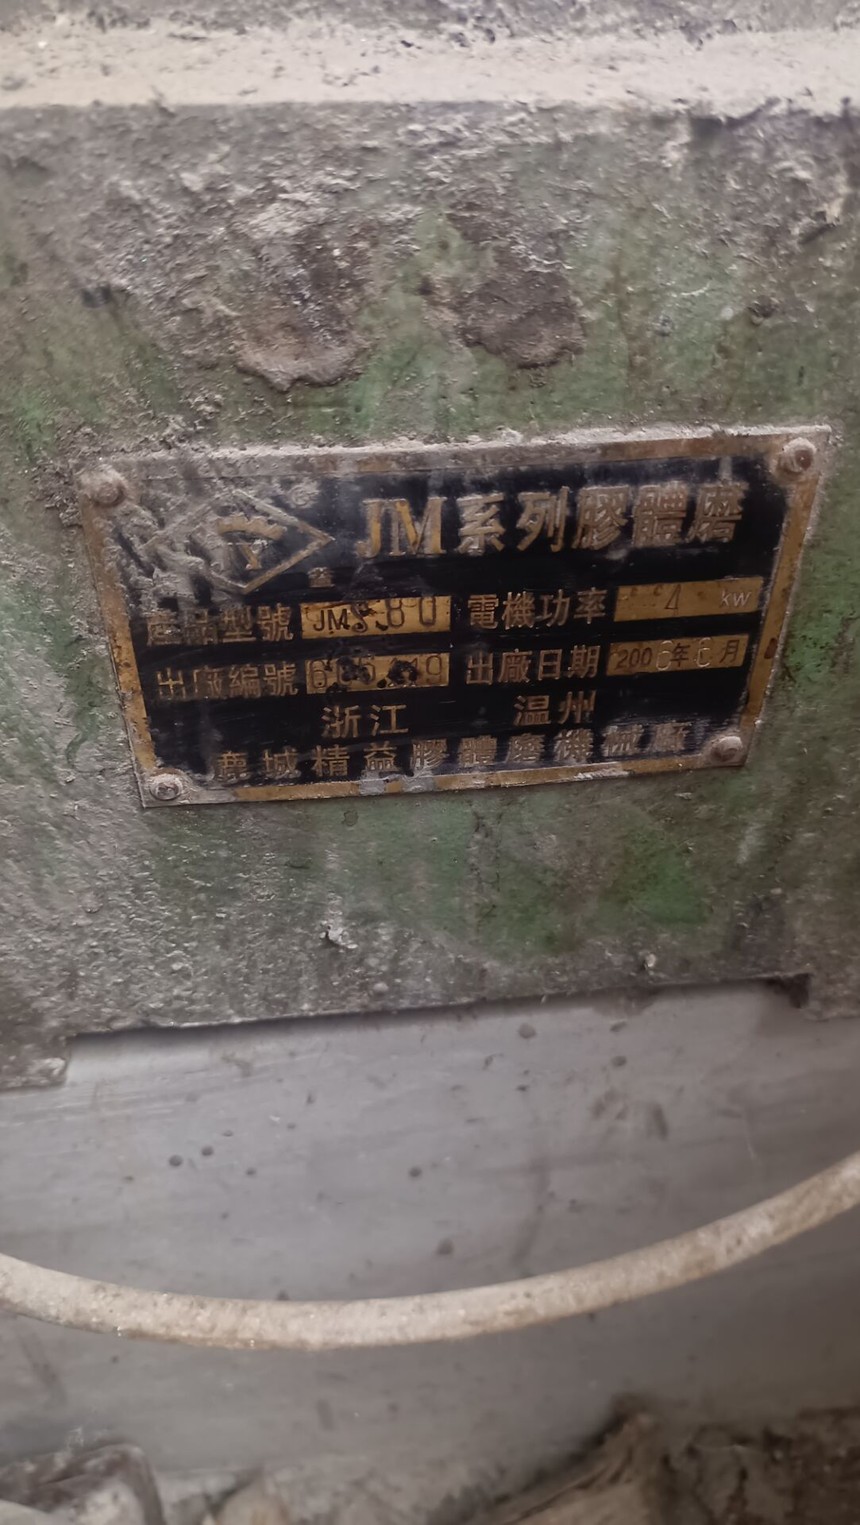 JM系列膠體磨
產品型號 JMS80 電機功率 4 kw
出廠編號 出廠日期 2006年6月
浙江 温州
鹿城精益膠體磨機械廠